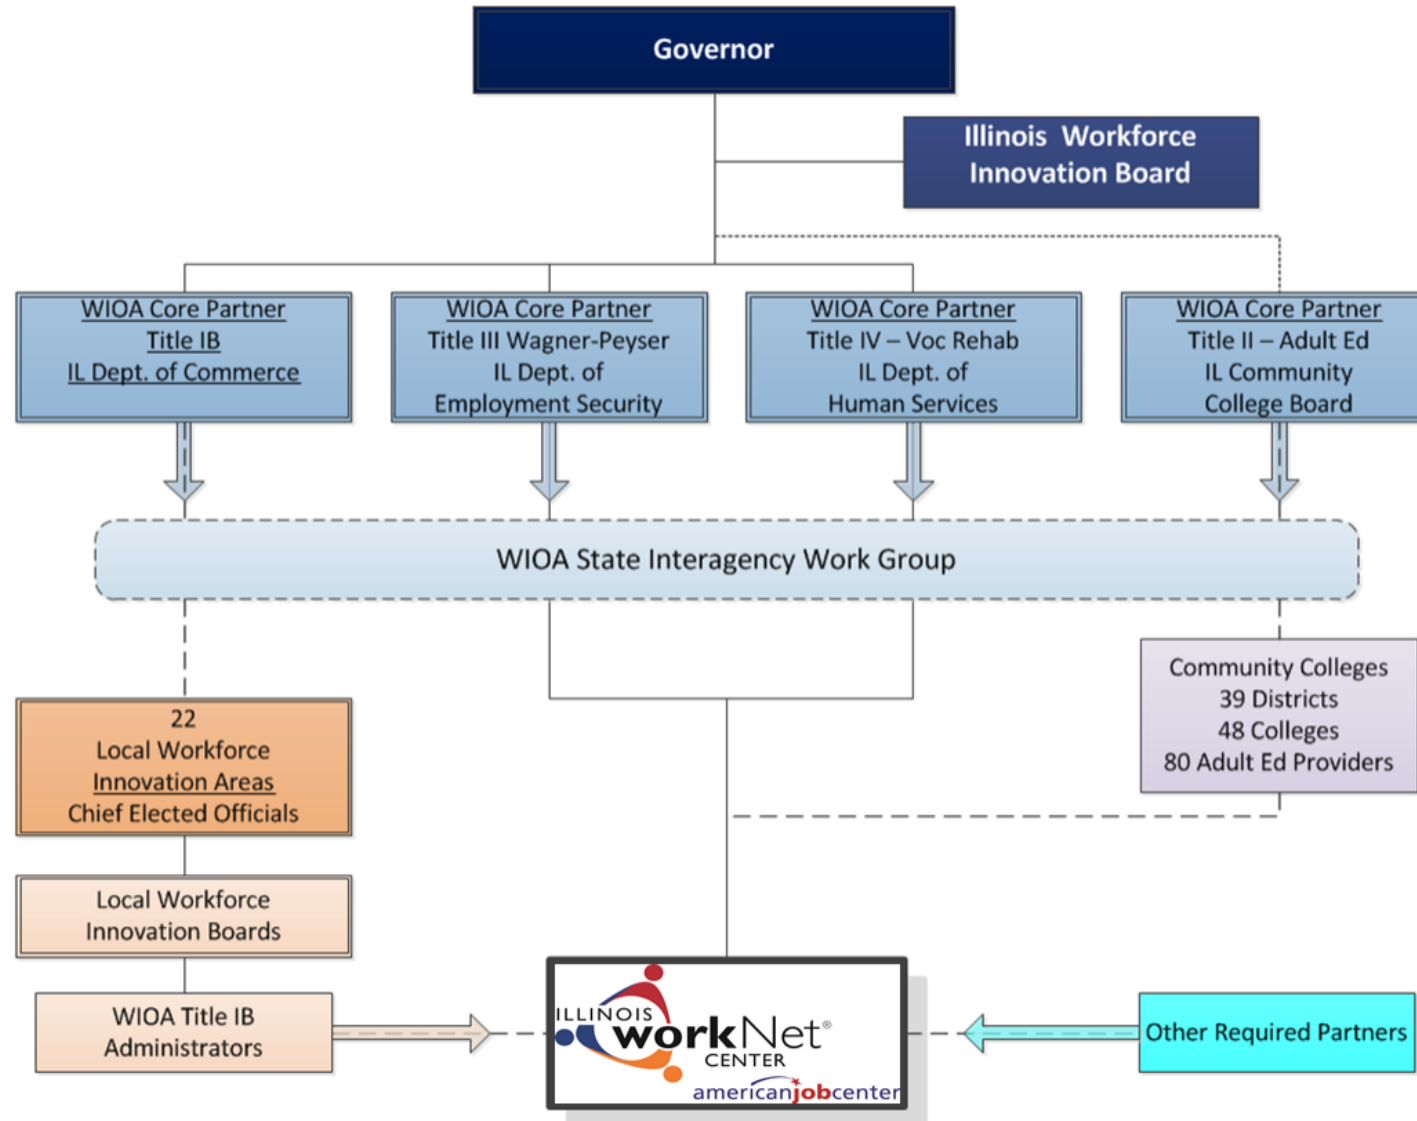 Governor
Illinois Workforce
Innovation Board
WIOA Core Partner
Title IB
IL Dept. of Commerce
WIOA Core Partner
Title III Wagner-Peyser
IL Dept. of
Employment Security
WIOA Core Partner
Title IV – Voc Rehab
IL Dept. of
Human Services
WIOA Core Partner
Title II – Adult Ed
IL Community
College Board
WIOA State Interagency Work Group
22
Local Workforce
Innovation Areas
Chief Elected Officials
Community Colleges
39 Districts
48 Colleges
80 Adult Ed Providers
Local Workforce
Innovation Boards
WIOA Title IB
Administrators
ILLINOIS
workNet®
CENTER
americanjobcenter
Other Required Partners